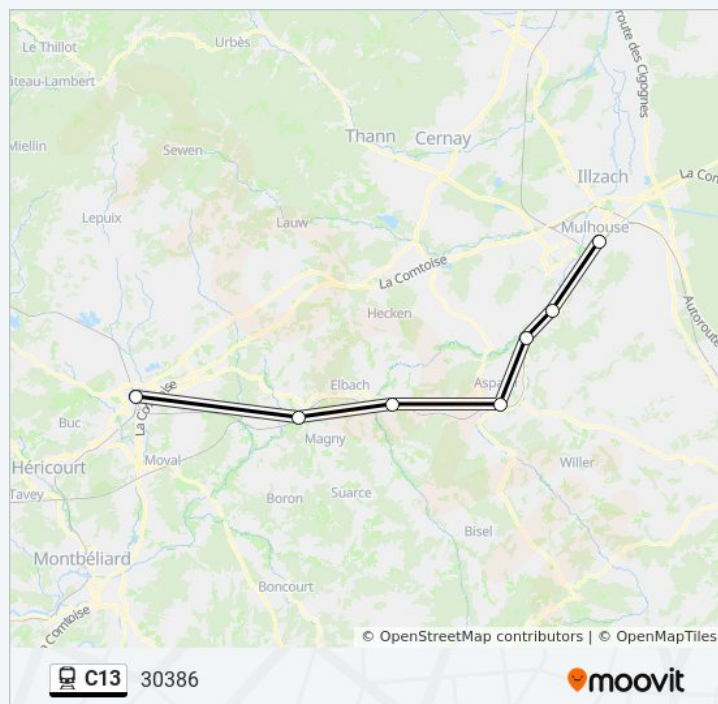 Le Thillot
Urbès
route des Cigognes
âteau-Lambert
Thann
Cernay
Miellin
Sewen
Illzach
La Com
Lepuix
Lauw
Mulhouse
La Comtoise
Hecken
Autoroute
Elbach
Aspa
La Comtoise
Buc
Magny
Héricourt
Moval
Willer
Tavey
Boron
Suarce
Bisel
Montbéliard
Boncourt
La Comtoise
© OpenStreetMap contributors | © OpenMapTiles
C13 30386 moovit